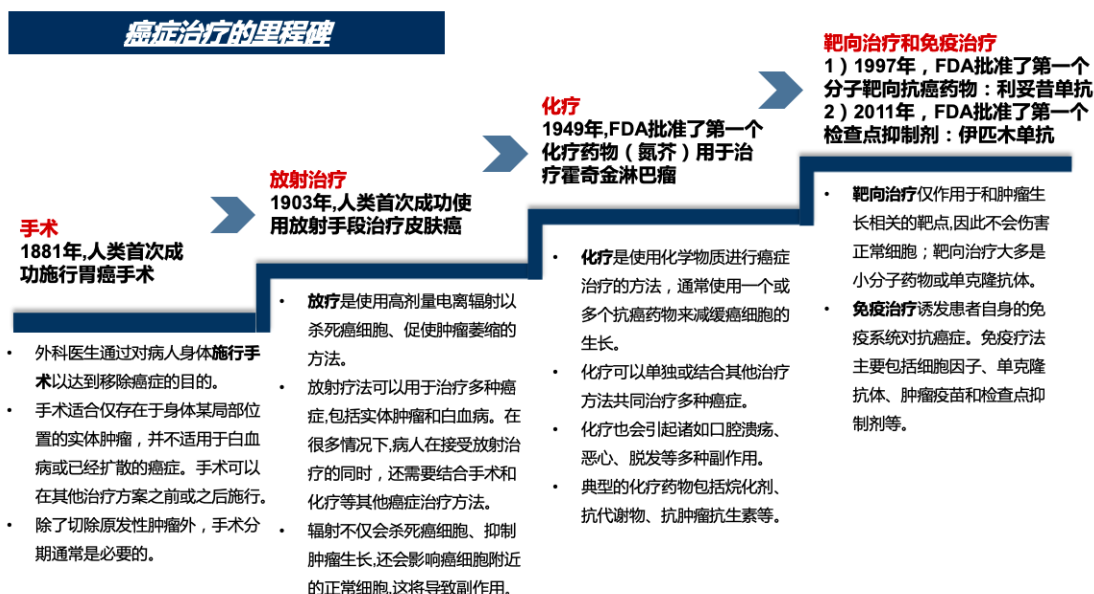 癌症治疗的里程碑
手术
1881年,人类首次成
功施行胃癌手术
外科医生通过对病人身体施行手
术以达到移除癌症的目的。
手术适合仅存在于身体某局部位
置的实体肿瘤，并不适用于白血
病或已经扩散的癌症。手术可以
在其他治疗方案之前或之后施行。
除了切除原发性肿瘤外，手术分
期通常是必要的。
放射治疗
1903年,人类首次成功使
用放射手段治疗皮肤癌
放疗是使用高剂量电离辐射以
杀死癌细胞、促使肿瘤萎缩的
方法。
放射疗法可以用于治疗多种癌
症,包括实体肿瘤和白血病。在
很多情况下,病人在接受放射治
疗的同时，还需要结合手术和
化疗等其他癌症治疗方法。
辐射不仅会杀死癌细胞、抑制
肿瘤生长,还会影响癌细胞附近
的正常细胞,这将导致副作用。
化疗
1949年,FDA批准了第一个
化疗药物（氮芥）用于治
疗霍奇金淋巴瘤
化疗是使用化学物质进行癌症
治疗的方法，通常使用一个或
多个抗癌药物来减缓癌细胞的
生长。
化疗可以单独或结合其他治疗
方法共同治疗多种癌症。
化疗也会引起诸如口腔溃疡、
恶心、脱发等多种副作用。
典型的化疗药物包括烷化剂、
抗代谢物、抗肿瘤抗生素等。
靶向治疗和免疫治疗
1）1997年，FDA批准了第一个
分子靶向抗癌药物：利妥昔单抗
2）2011年，FDA批准了第一个
检查点抑制剂：伊匹木单抗
靶向治疗仅作用于和肿瘤生
长相关的靶点,因此不会伤害
正常细胞；靶向治疗大多是
小分子药物或单克隆抗体。
免疫治疗诱发患者自身的免
疫系统对抗癌症。免疫疗法
主要包括细胞因子、单克隆
抗体、肿瘤疫苗和检查点抑
制剂等。